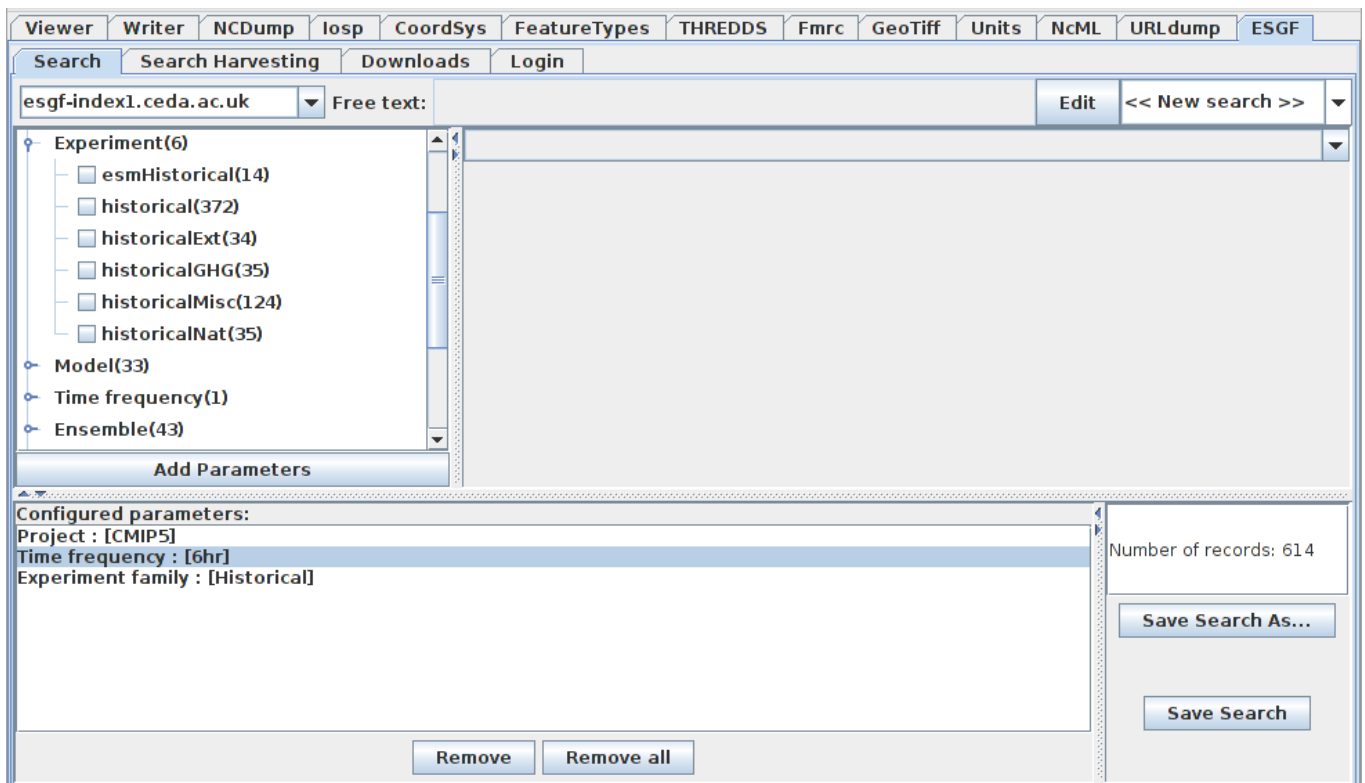 Viewer Writer NCDump Iosp CoordSys FeatureTypes THREDDS Fmrc GeoTiff Units NcML URLdump ESGF
Search Search Harvesting Downloads Login
esgf-index1.ceda.ac.uk Free text: Edit << New search >>
Experiment(6)
esmHistorical(14)
historical(372)
historicalExt(34)
historicalGHG(35)
historicalMisc(124)
historicalNat(35)
Model(33)
Time frequency(1)
Ensemble(43)
Add Parameters
Configured parameters:
Project : [CMIP5]
Time frequency : [6hr]
Experiment family : [Historical]
Number of records: 614
Save Search As...
Save Search
Remove Remove all